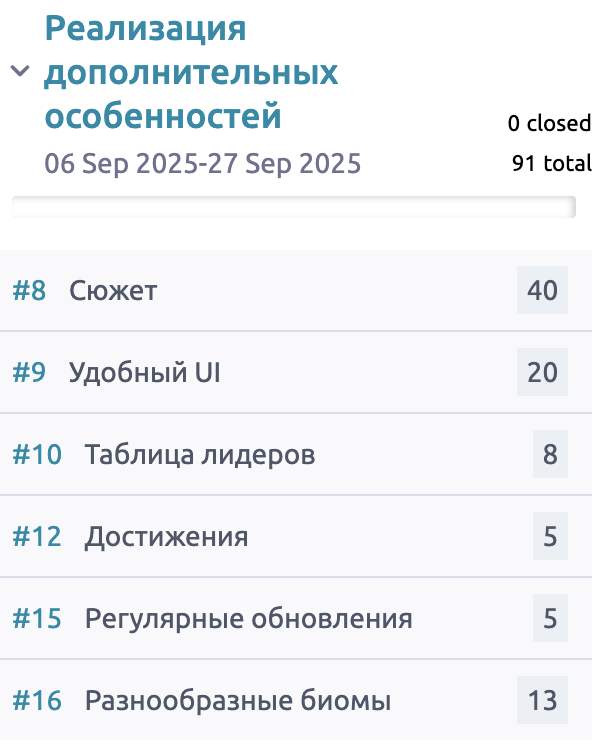 Реализация
дополнительных
особенностей
0 closed
06 Sep 2025-27 Sep 2025
91 total
#8 Сюжет 40
#9 Удобный UI 20
#10 Таблица лидеров 8
#12 Достижения 5
#15 Регулярные обновления 5
#16 Разнообразные биомы 13